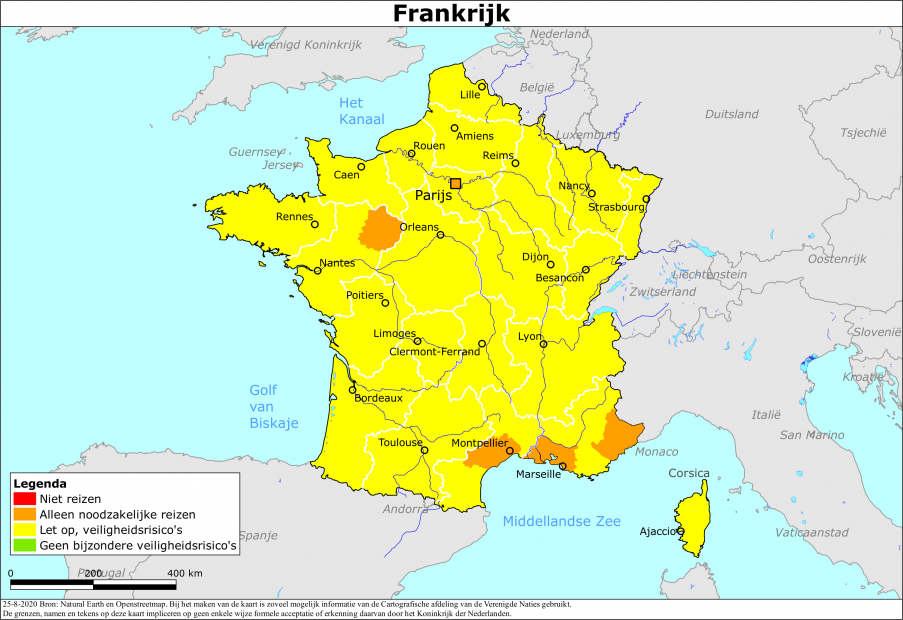 Frankrijk
Nederland
Verenigd Koninkrijk
België
Lille
Duitsland
Het
Kanaal
Tsjechië
Amiens
Luxemburg
Rouen
Reims
Guernsey
Jersey
Caen
Nancy
Parijs
Strasbourg
Rennes
Orleans
Dijon
Oostenrijk
Nantes
Besancon
Liechtenstein
Zwitserland
Poitiers
Limoges
Lyon
Slovenië
Clermont-Ferrand
Kroatië
Golf
van
Biskaje
Bordeaux
Italië
San Marino
Toulouse
Montpellier
Monaco
Marseille
Corsica
Legenda
Niet reizen
Alleen noodzakelijke reizen
Let op, veiligheidsrisico's
Geen bijzondere veiligheidsrisico's
Andorra
Middellandse Zee
Ajaccio
Vaticaanstad
Spanje
Portugal
0 200 400 km
25-8-2020 Bron: Natural Earth en Openstreetmap. Bij het maken van de kaart is zoveel mogelijk informatie van de Cartografische afdeling van de Verenigde Naties gebruikt.
De grenzen, namen en tekens op deze kaart impliceren op geen enkele wijze formele acceptatie of erkenning daarvan door het Koninkrijk der Nederlanden.